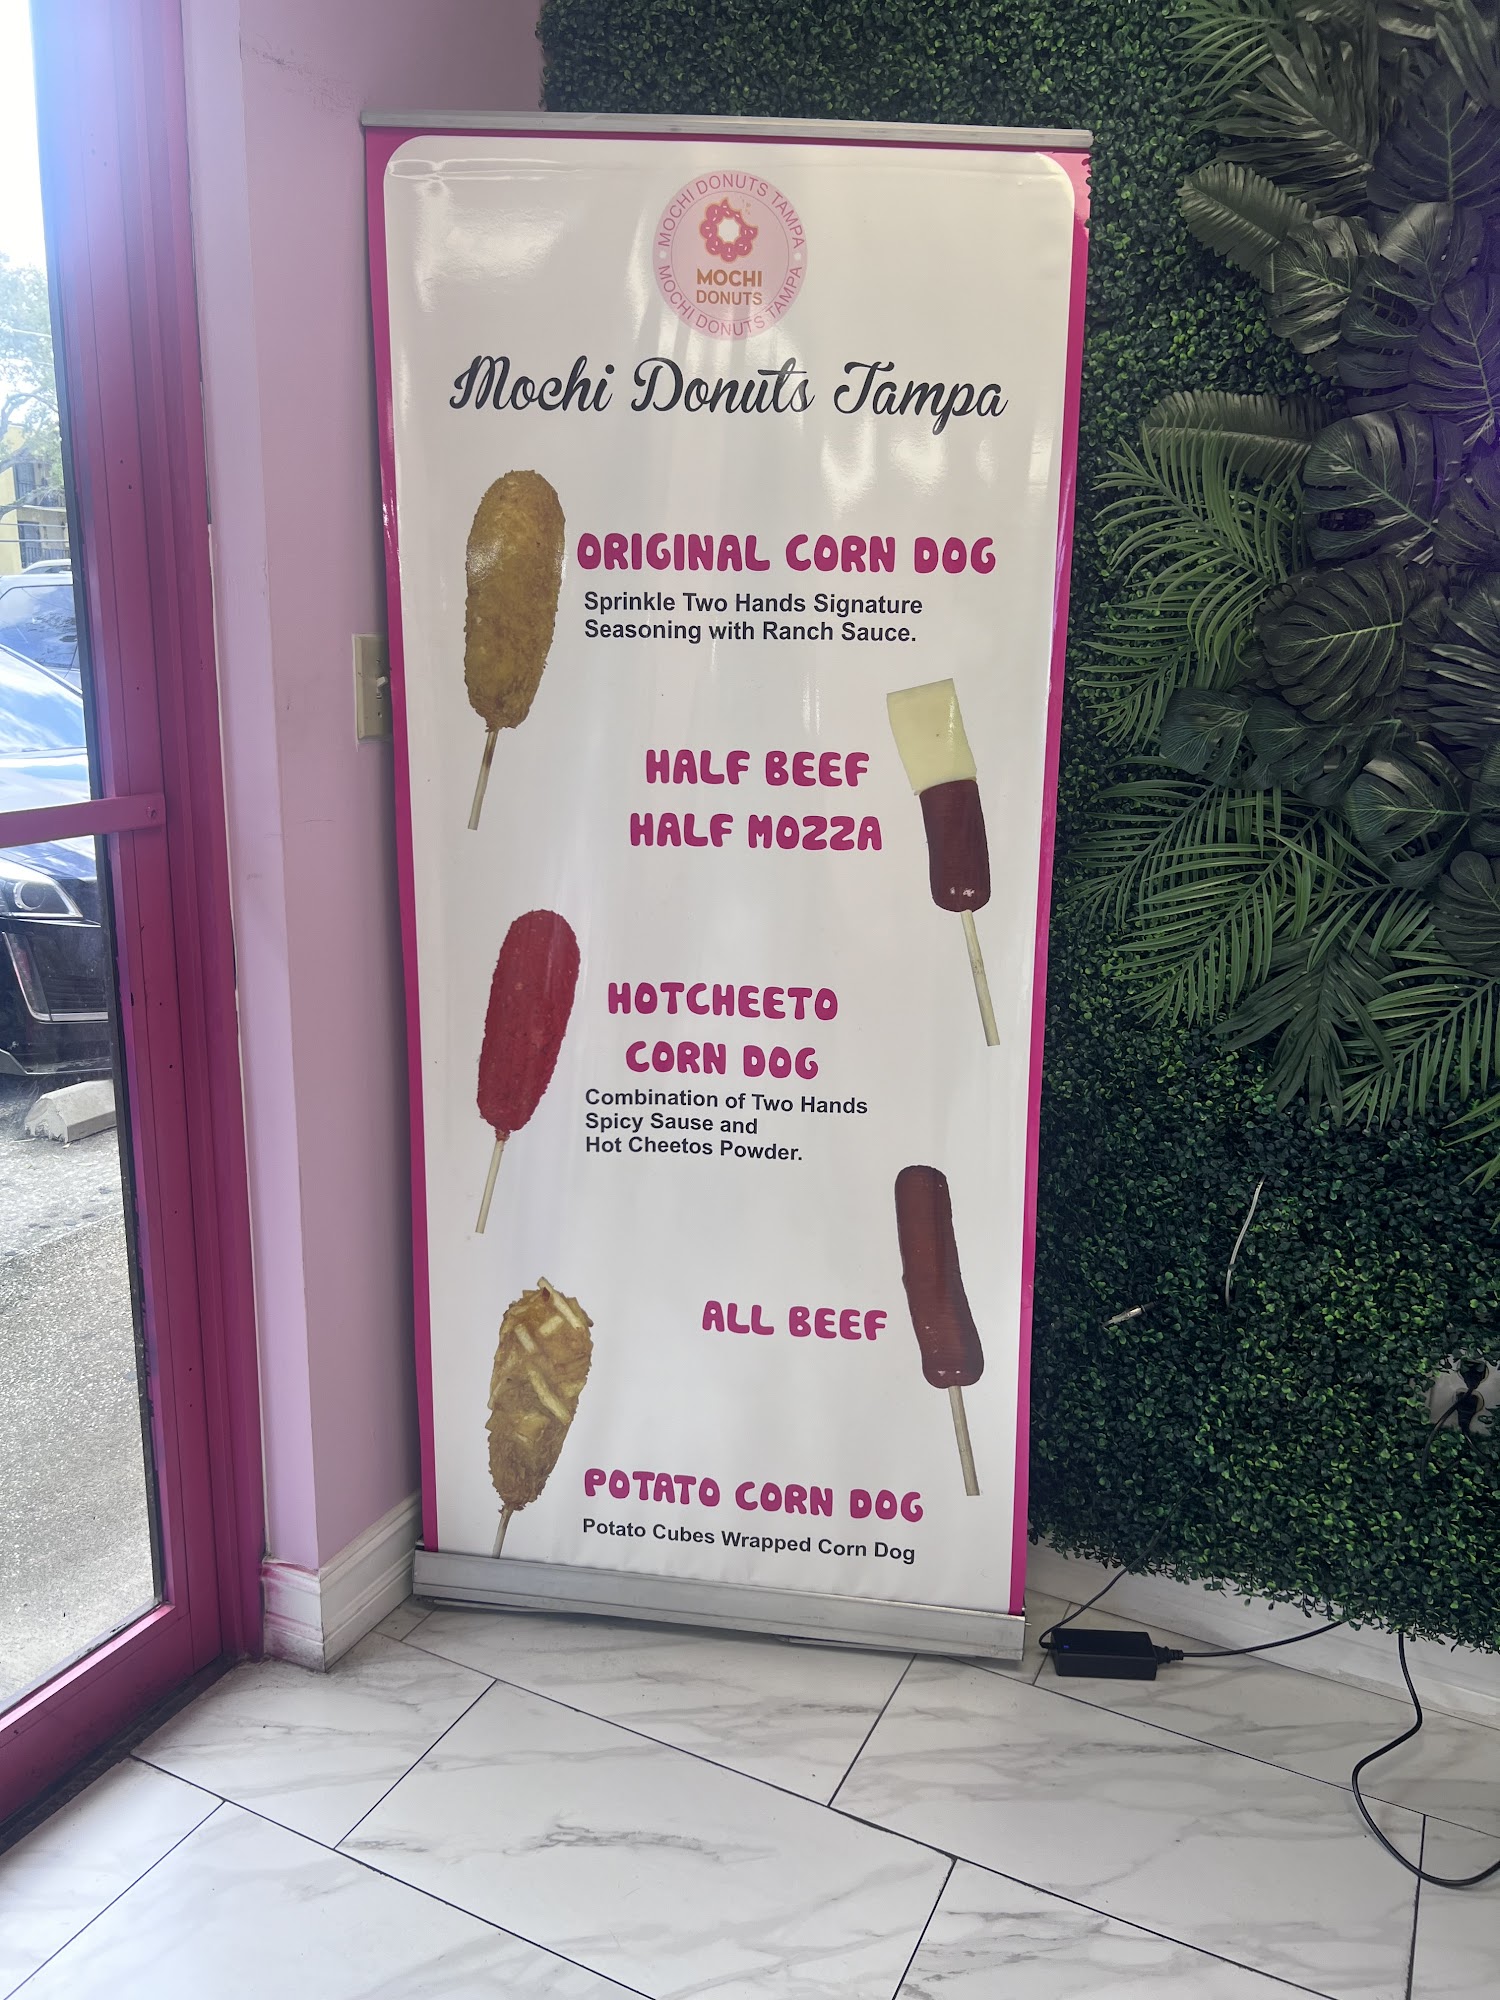 MOCHI DONUTS TAMPA
MOCHI
DONUTS
MOCHI DONUTS TAMPA
Mochi Donuts Tampa
ORIGINAL CORN DOG
Sprinkle Two Hands Signature
Seasoning with Ranch Sauce.
HALF BEEF
HALF MOZZA
HOTCHEETO
CORN DOG
Combination of Two Hands
Spicy Sause and
Hot Cheetos Powder.
ALL BEEF
POTATO CORN DOG
Potato Cubes Wrapped Corn Dog